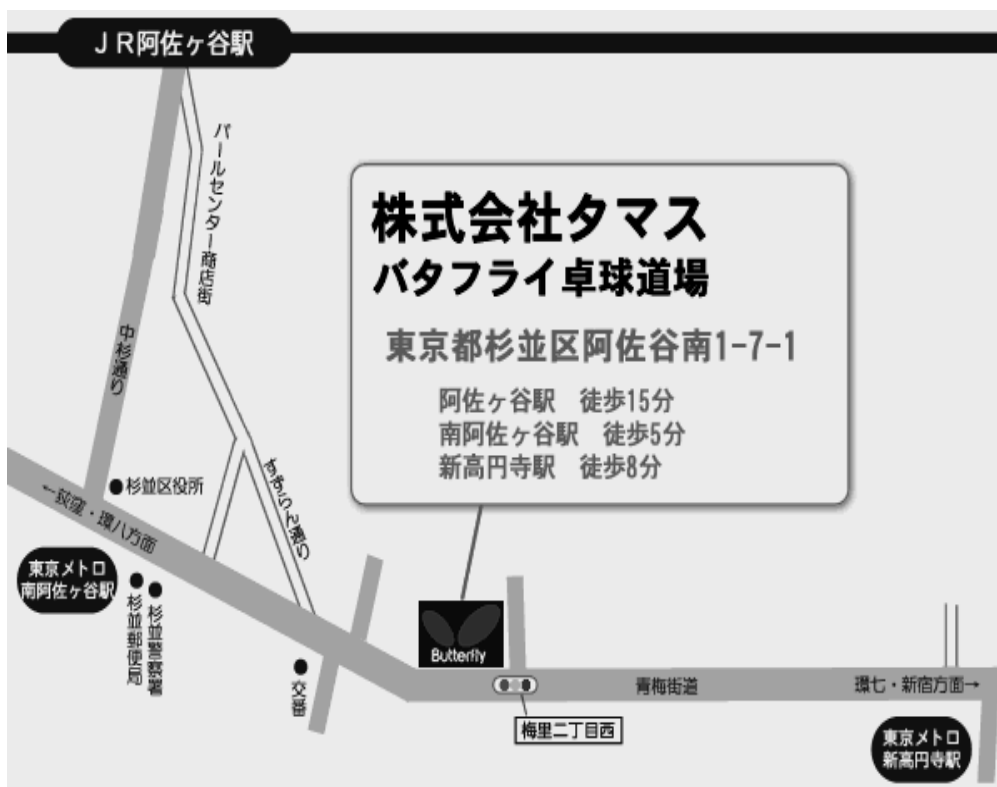 JR阿佐ヶ谷駅
パールセンター商店街
株式会社タマス
バタフライ卓球道場
東京都杉並区阿佐谷南1-7-1
阿佐ヶ谷駅 徒歩15分
南阿佐ヶ谷駅 徒歩5分
新高円寺駅 徒歩8分
中杉通り
杉並区役所
すずらん通り
←荻窪・環八方面
東京メトロ
南阿佐ヶ谷駅
杉並郵便局
杉並警察署
交番
Butterfly
青梅街道
環七・新宿方面→
梅里二丁目西
東京メトロ
新高円寺駅